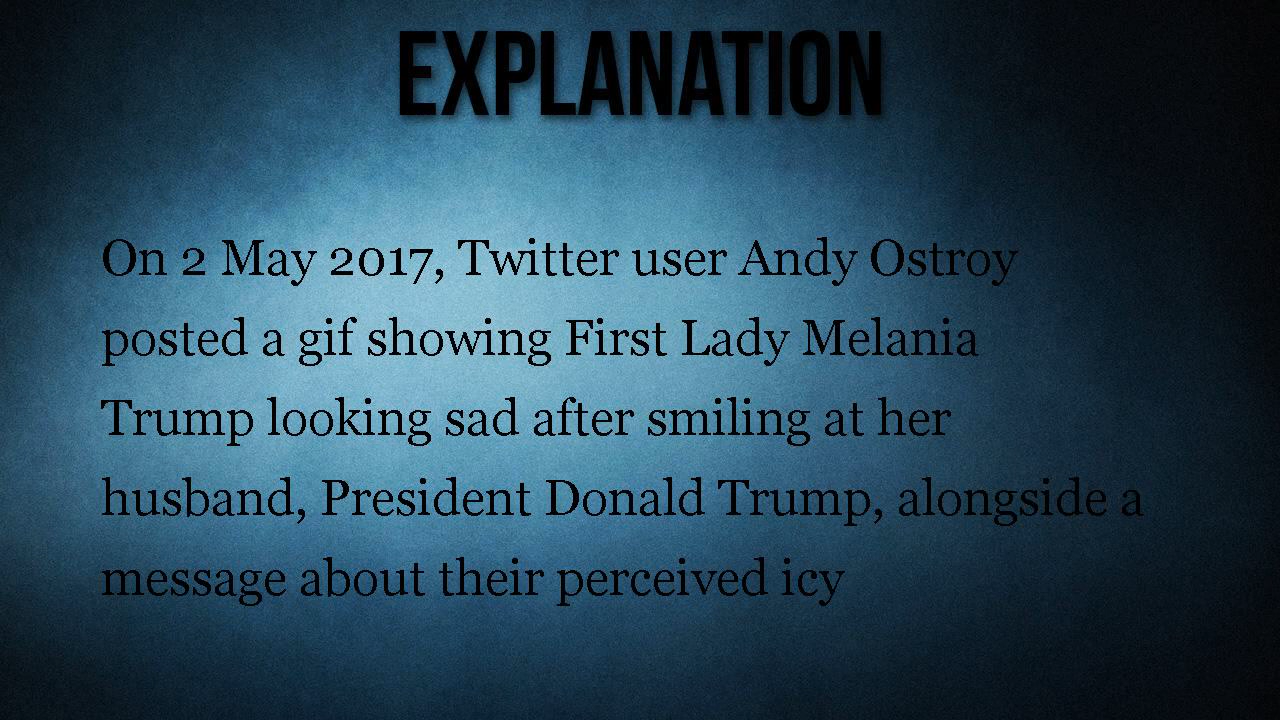 EXPLANATION
On 2 May 2017, Twitter user Andy Ostroy
posted a gif showing First Lady Melania
Trump looking sad after smiling at her
husband, President Donald Trump, alongside a
message about their perceived icy